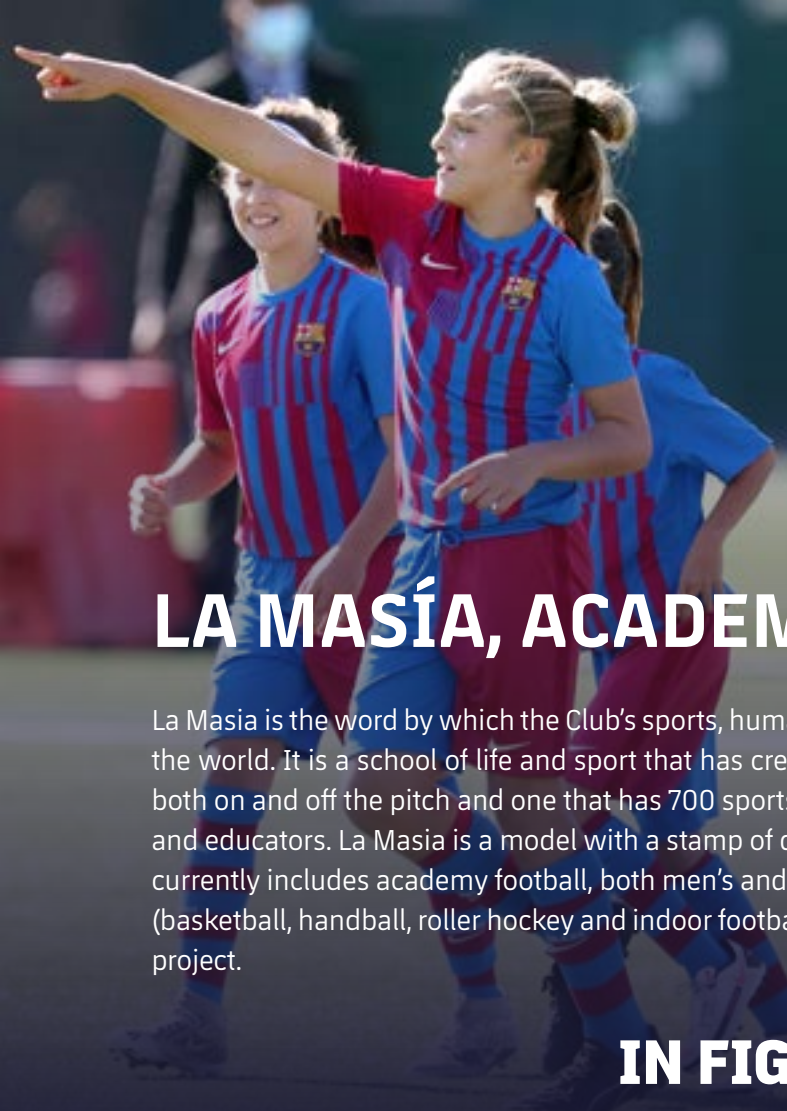 LA MASÍA, ACADEM
La Masia is the word by which the Club’s sports, hum
the world. It is a school of life and sport that has cre
both on and off the pitch and one that has 700 sports
and educators. La Masia is a model with a stamp of
currently includes academy football, both men’s and
(basketball, handball, roller hockey and indoor footba
project.
IN FIG